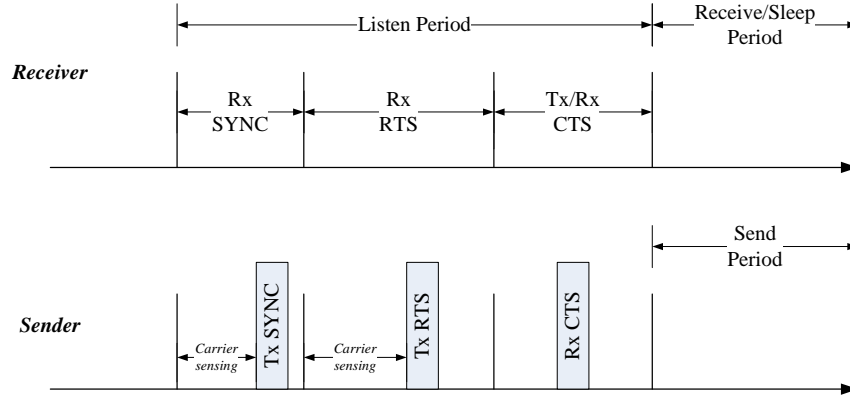 Listen Period
Receive/Sleep
Period
Receiver
Rx
SYNC
Rx
RTS
Tx/Rx
CTS
Send
Period
Sender
Carrier
sensing
Tx SYNC
Carrier
sensing
Tx RTS
Rx CTS